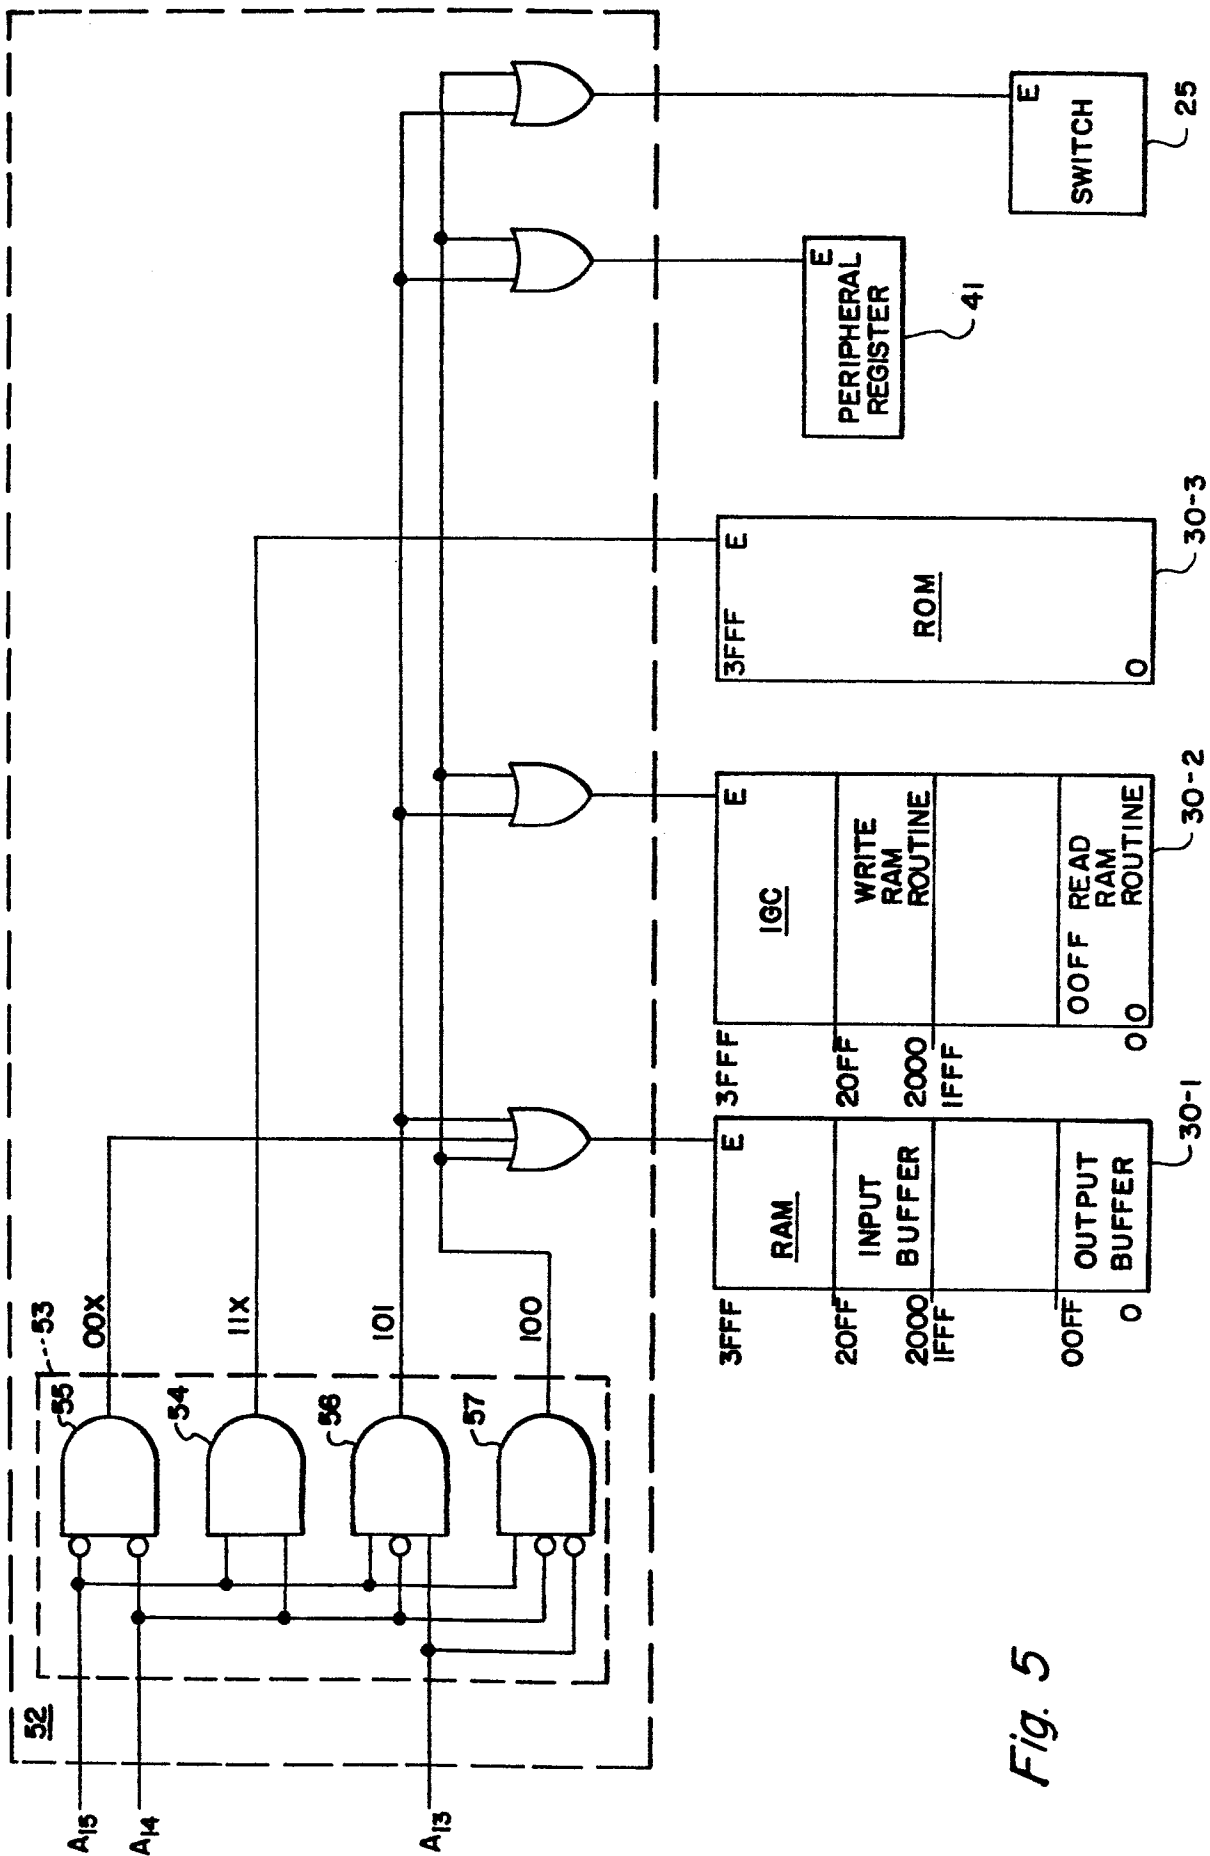 52
53
A15
A14
A13
55
54
56
57
00X
11X
101
100
3FFF
20FF
2000
1FFF
00FF
0
E
RAM
INPUT
BUFFER
OUTPUT
BUFFER
30-1
3FFF
20FF
2000
1FFF
0
E
IGC
WRITE
RAM
ROUTINE
00FF READ
RAM
ROUTINE
0
30-2
3FFF
E
ROM
0
30-3
E
PERIPHERAL
REGISTER
41
E
SWITCH
25
Fig. 5